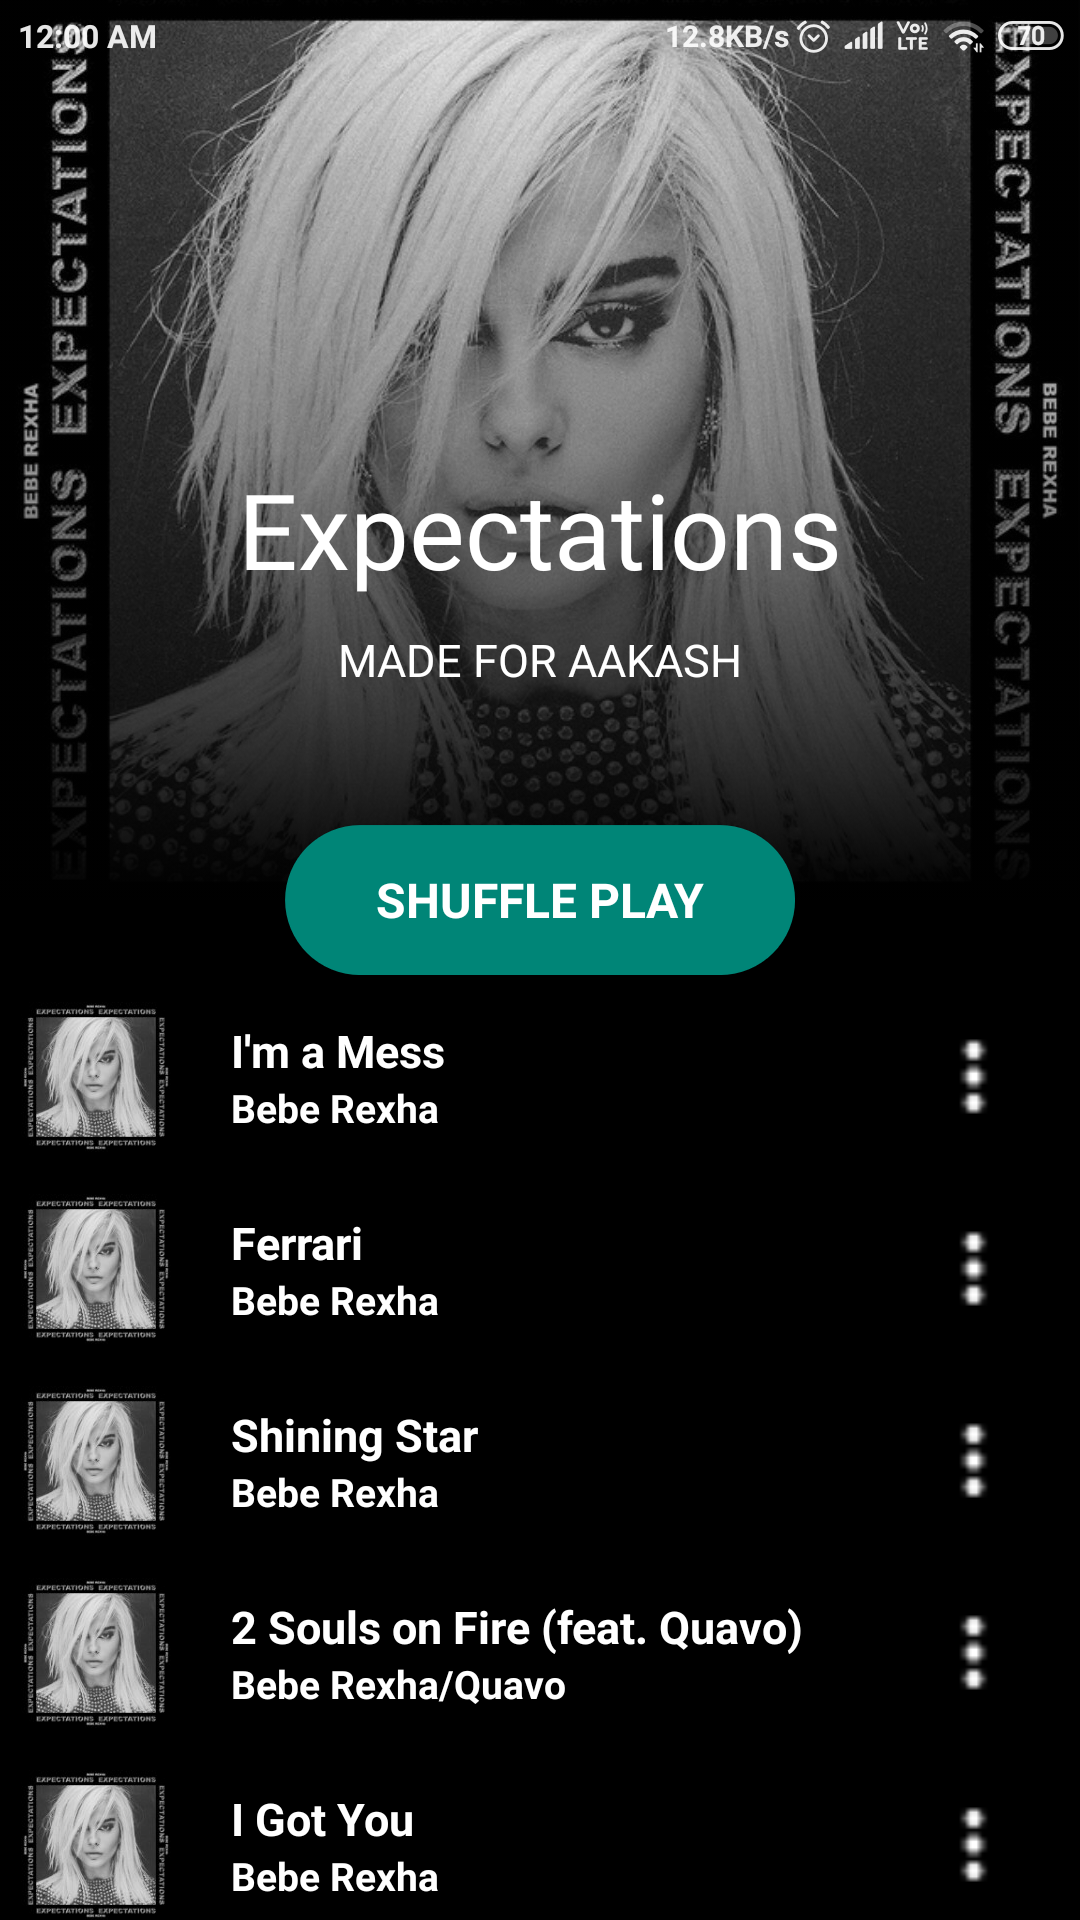 12:00 AM 12.8KB/s Vo)) LTE 70
EXPECTATIONS EXPECTATIONS
BEBE REXHA
EXPECTATIONS EXPECTATIONS
BEBE REXHA
Expectations
MADE FOR AAKASH
SHUFFLE PLAY
I'm a Mess
Bebe Rexha
Ferrari
Bebe Rexha
Shining Star
Bebe Rexha
2 Souls on Fire (feat. Quavo)
Bebe Rexha/Quavo
I Got You
Bebe Rexha